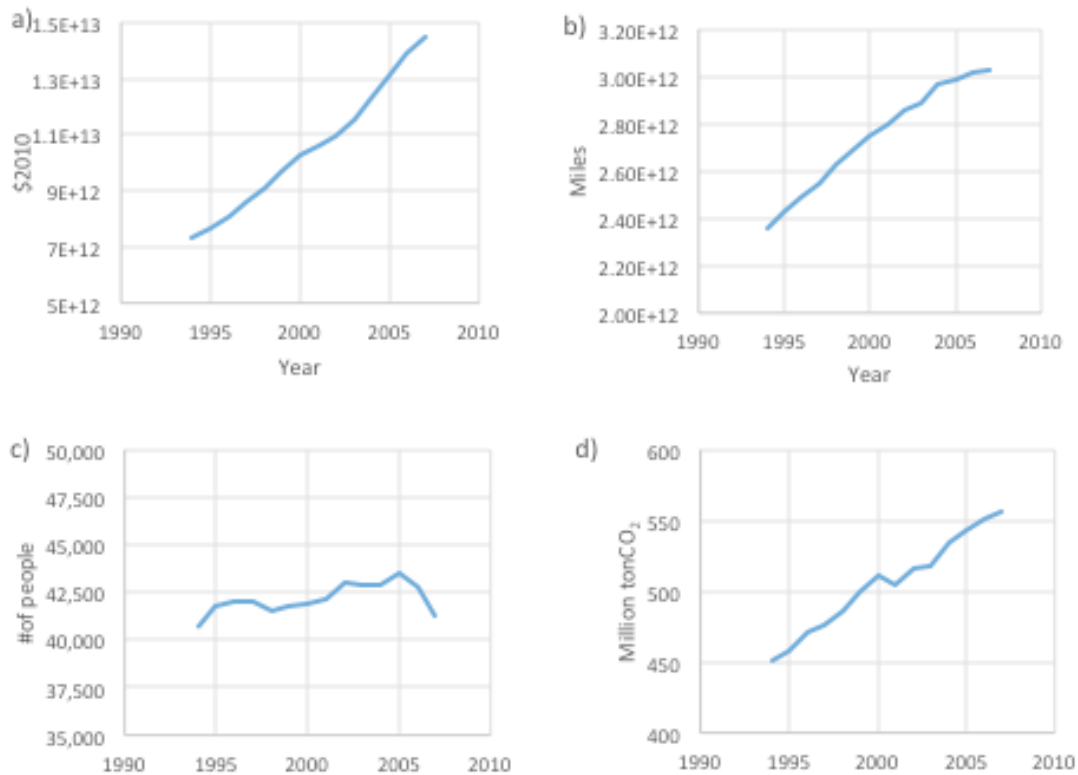 a)
1.5E+13
1.3E+13
1.1E+13
9E+12
7E+12
5E+12
$2010
1990 1995 2000 2005 2010
Year
b)
3.20E+12
3.00E+12
2.80E+12
2.60E+12
2.40E+12
2.20E+12
2.00E+12
Miles
1990 1995 2000 2005 2010
Year
c)
50,000
47,500
45,000
42,500
40,000
37,500
35,000
#of people
1990 1995 2000 2005 2010
d)
600
550
500
450
400
Million tonCO₂
1990 1995 2000 2005 2010